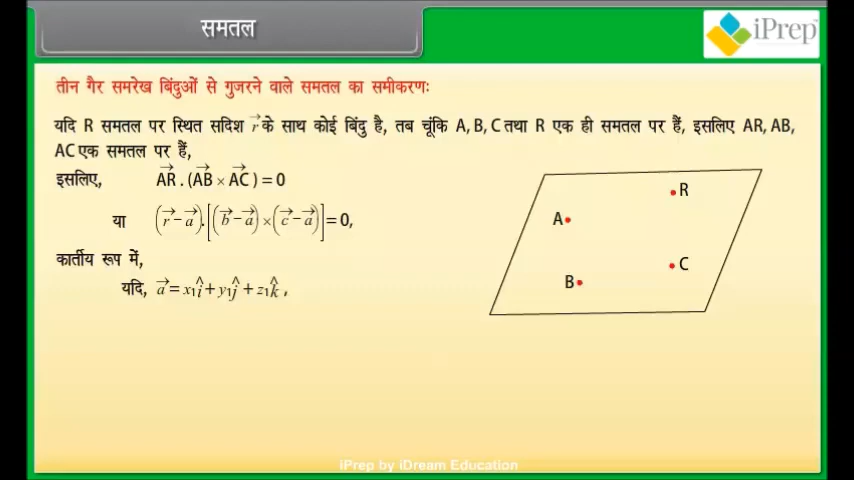 समतल
iPrep
तीन गैर समरेख बिंदुओं से गुजरने वाले समतल का समीकरणः
यदि R समतल पर स्थित सदिश r⃗ के साथ कोई बिंदु है, तब चूंकि A, B, C तथा R एक ही समतल पर हैं, इसलिए AR, AB,
AC एक समतल पर हैं,
इसलिए, A͞R⃗ . (AB⃗ × AC⃗) = 0
या (r⃗ − a⃗).[(b⃗ − a⃗) × (c⃗ − a⃗)] = 0,
कार्तीय रूप में,
यदि, a⃗ = x₁î + y₁ĵ + z₁k̂ ,
R
A
C
B
iPrep by iDream Education